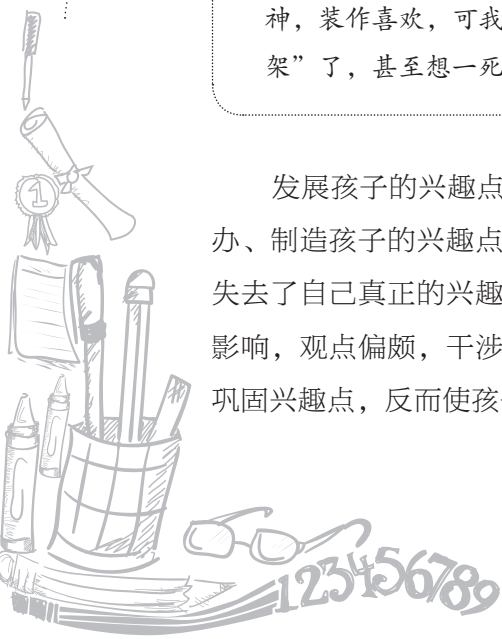 神，装作喜欢，可我
架”了，甚至想一死
发展孩子的兴趣点
办、制造孩子的兴趣点
失去了自己真正的兴趣
影响，观点偏颇，干涉
巩固兴趣点，反而使孩
1
123456789